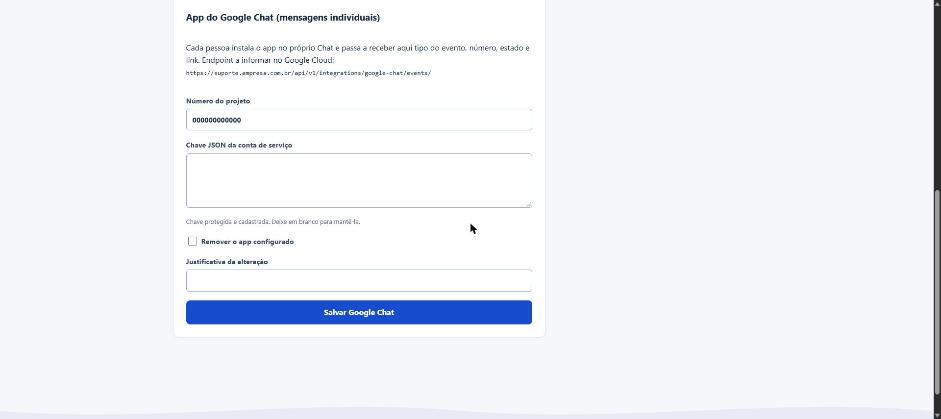 App do Google Chat (mensagens individuais)
Cada pessoa instala o app no próprio Chat e passa a receber aqui tipo do evento, número, estado e
link. Endpoint a informar no Google Cloud:
https://suporte.empresa.com.br/api/v1/integrations/google-chat/events/
Número do projeto
000000000000
Chave JSON da conta de serviço
Chave protegida e cadastrada. Deixe em branco para mantê-la.
Remover o app configurado
Justificativa da alteração
Salvar Google Chat